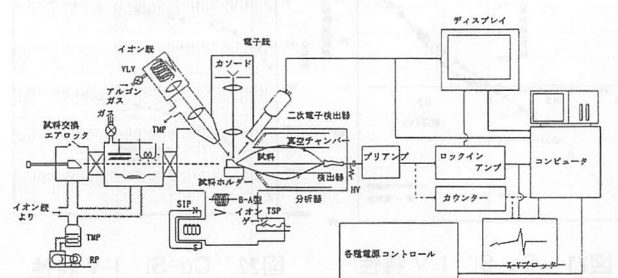 ディスプレイ
イオン銃
電子銃
VLV
カソード
アルゴン
ガス
ガス
TMP
二次電子検出器
試料交換
エアロック
真空チャンバー
試料
プリアンプ
ロックイン
アンプ
コンピュータ
試料ホルダー
検出器
HV
カウンター
イオン銃
より
SIP
B-A型
イオン
ゲージ
TSP
分析器
N
S
TMP
RP
各種電源コントロール
X-Yプロッタ